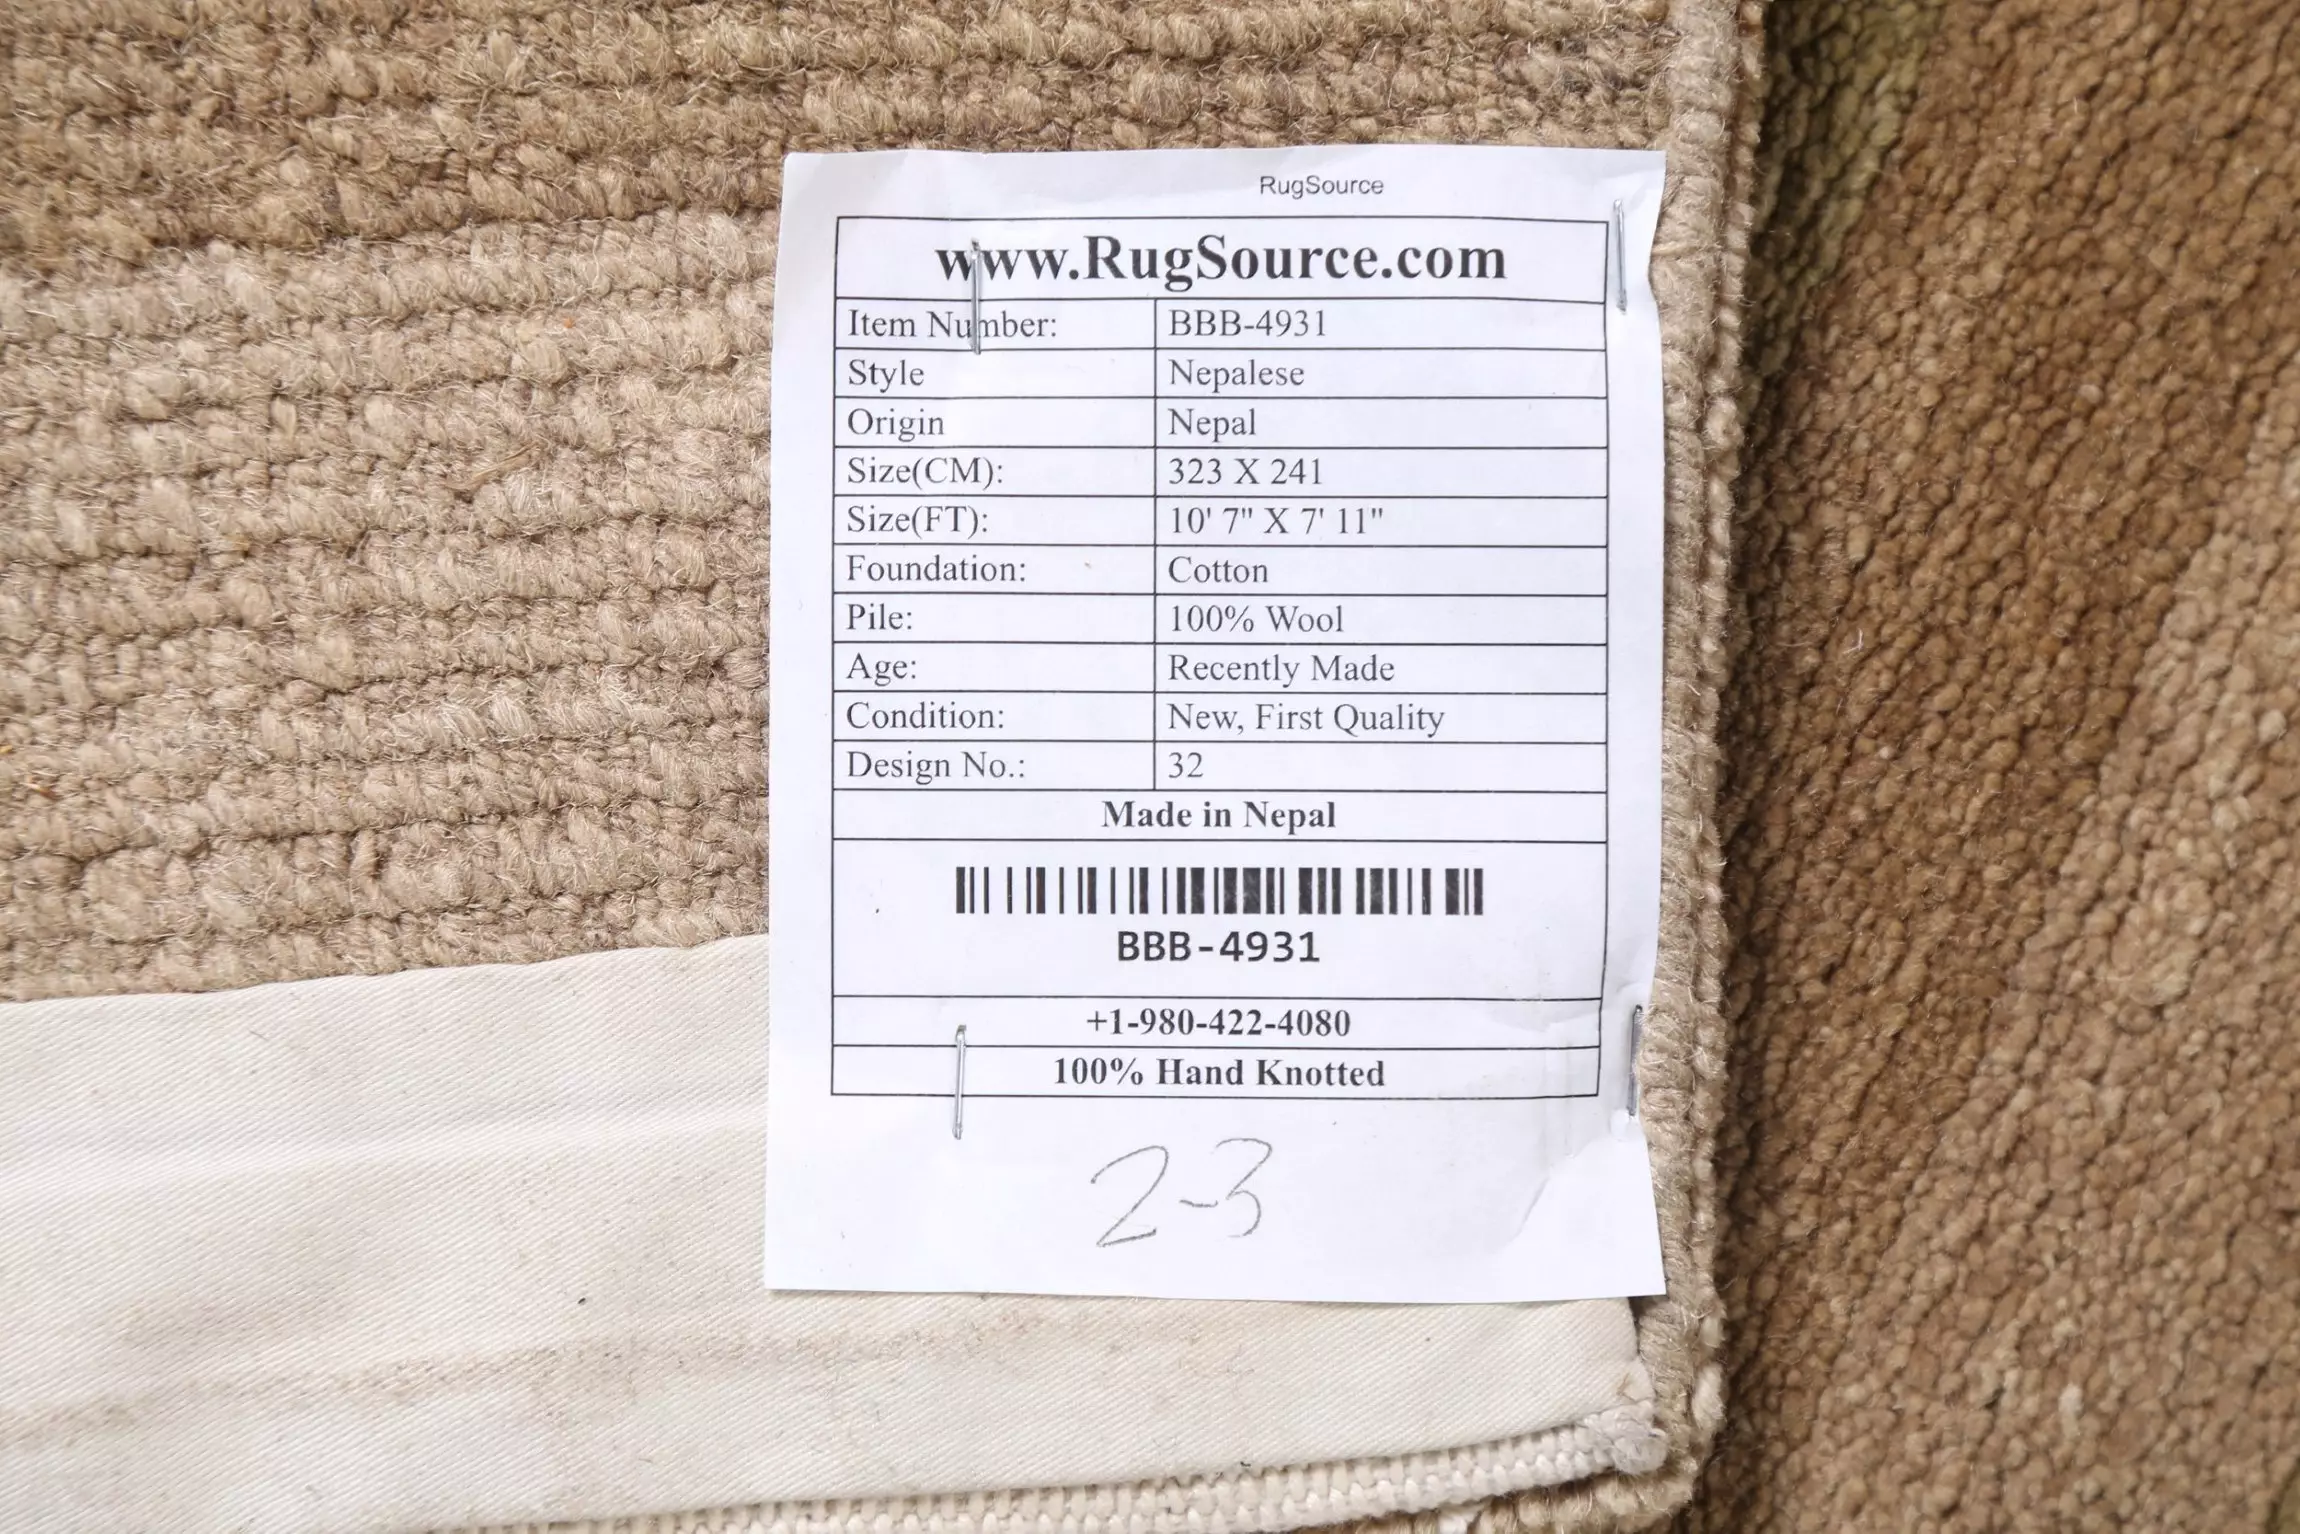 RugSource
www.RugSource.com
Item Number: BBB-4931
Style Nepalese
Origin Nepal
Size(CM): 323 X 241
Size(FT): 10' 7" X 7' 11"
Foundation: Cotton
Pile: 100% Wool
Age: Recently Made
Condition: New, First Quality
Design No.: 32
Made in Nepal
BBB-4931
+1-980-422-4080
100% Hand Knotted
2-3